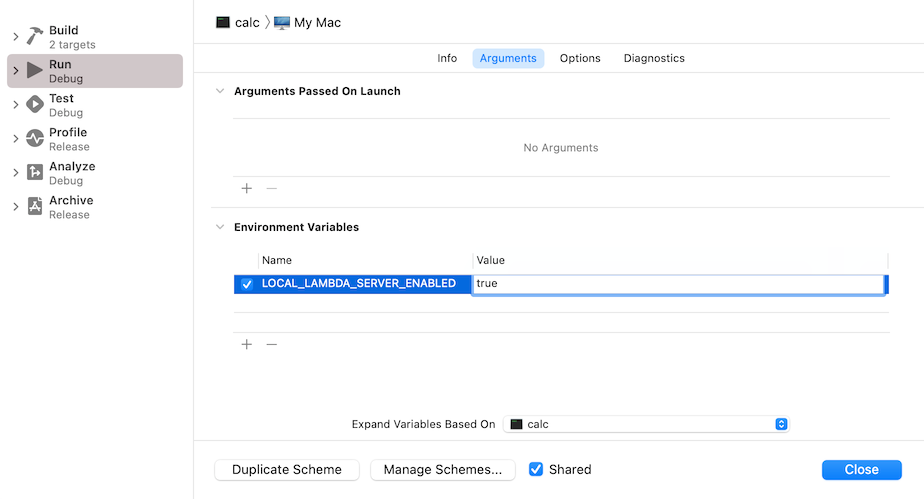 Build
2 targets
Run
Debug
Test
Debug
Profile
Release
Analyze
Debug
Archive
Release
calc My Mac
Info Arguments Options Diagnostics
Arguments Passed On Launch
No Arguments
Environment Variables
Name Value
LOCAL_LAMBDA_SERVER_ENABLED true
Expand Variables Based On calc
Duplicate Scheme Manage Schemes... Shared Close